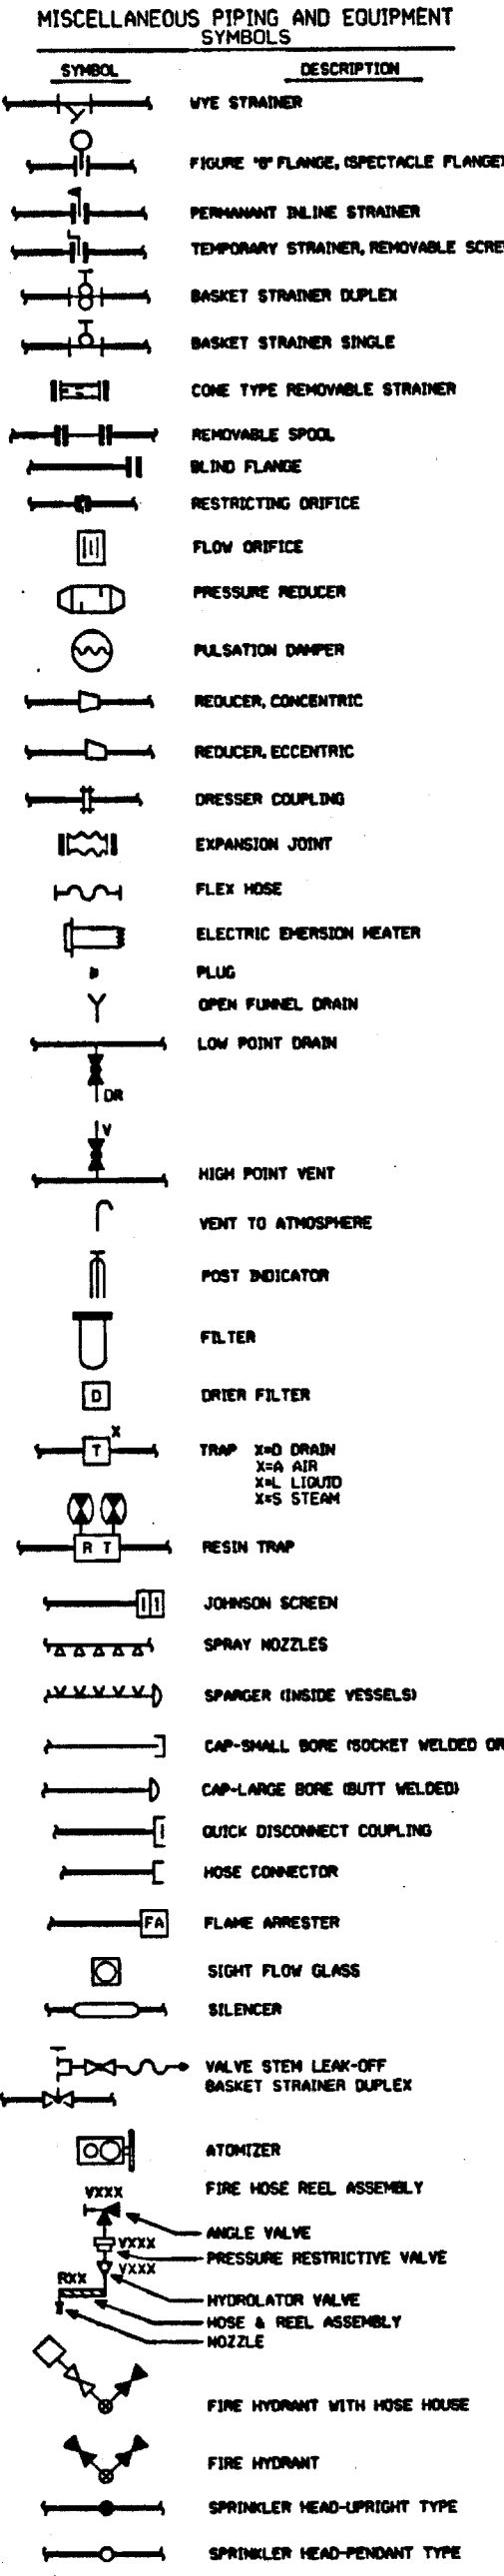 MISCELLANEOUS PIPING AND EQUIPMENT
SYMBOLS
SYMBOL DESCRIPTION
WYE STRAINER
FIGURE "8" FLANGE, (SPECTACLE FLANGE)
PERMANANT INLINE STRAINER
TEMPORARY STRAINER, REMOVABLE SCRE
BASKET STRAINER DUPLEX
BASKET STRAINER SINGLE
CONE TYPE REMOVABLE STRAINER
REMOVABLE SPOOL
BLIND FLANGE
RESTRICTING ORIFICE
FLOW ORIFICE
PRESSURE REDUCER
PULSATION DAMPER
REDUCER, CONCENTRIC
REDUCER, ECCENTRIC
DRESSER COUPLING
EXPANSION JOINT
FLEX HOSE
ELECTRIC EMERSION HEATER
PLUG
OPEN FUNNEL DRAIN
LOW POINT DRAIN
DR
V
HIGH POINT VENT
VENT TO ATMOSPHERE
POST INDICATOR
FILTER
D DRIER FILTER
X
T TRAP X=D DRAIN
X=A AIR
X=L LIQUID
X=S STEAM
R T RESIN TRAP
JOHNSON SCREEN
SPRAY NOZZLES
SPARGER (INSIDE VESSELS)
CAP-SMALL BORE (SOCKET WELDED OR
CAP-LARGE BORE (BUTT WELDED)
QUICK DISCONNECT COUPLING
HOSE CONNECTOR
FA FLAME ARRESTER
SIGHT FLOW GLASS
SILENCER
VALVE STEM LEAK-OFF
BASKET STRAINER DUPLEX
ATOMIZER
FIRE HOSE REEL ASSEMBLY
VXXX
ANGLE VALVE
VXXX
PRESSURE RESTRICTIVE VALVE
VXXX
RXX
HYDROLATOR VALVE
HOSE & REEL ASSEMBLY
NOZZLE
FIRE HYDRANT WITH HOSE HOUSE
FIRE HYDRANT
SPRINKLER HEAD-UPRIGHT TYPE
SPRINKLER HEAD-PENDANT TYPE